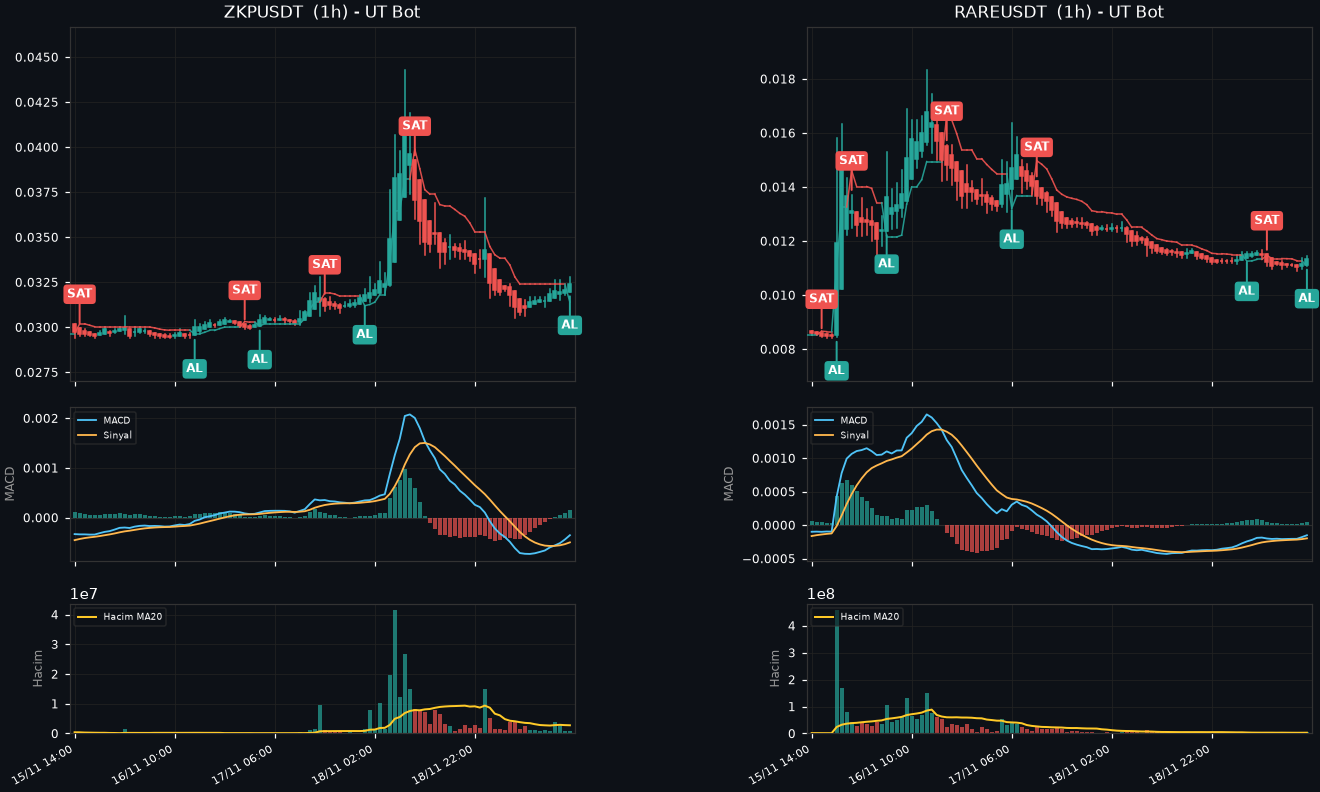 ZKPUSDT (1h) - UT Bot
0.0450
0.0425
0.0400
0.0375
0.0350
0.0325
0.0300
0.0275
SAT
SAT
SAT
SAT
AL
AL
AL
AL
MACD
Sinyal
0.002
0.001
0.000
MACD
1e7
Hacim MA20
4
3
2
1
0
Hacim
15/11 14:00
16/11 10:00
17/11 06:00
18/11 02:00
18/11 22:00
RAREUSDT (1h) - UT Bot
0.018
0.016
0.014
0.012
0.010
0.008
SAT
SAT
SAT
SAT
SAT
AL
AL
AL
AL
AL
MACD
Sinyal
0.0015
0.0010
0.0005
0.0000
−0.0005
MACD
1e8
Hacim MA20
4
3
2
1
0
Hacim
15/11 14:00
16/11 10:00
17/11 06:00
18/11 02:00
18/11 22:00